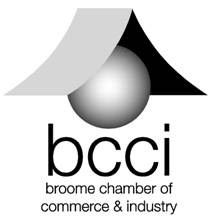 bcci
broome chamber of
commerce & industry